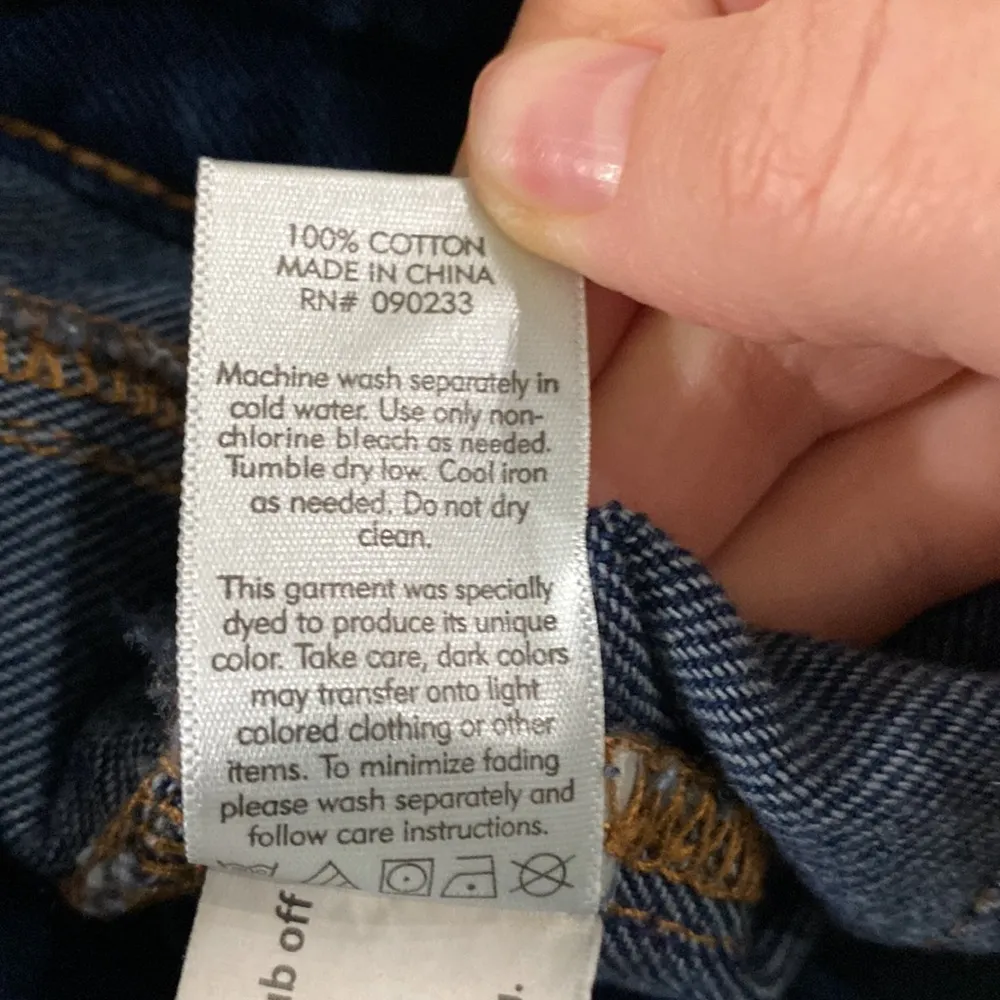 100% COTTON
MADE IN CHINA
RN# 090233
Machine wash separately in
cold water. Use only non-
chlorine bleach as needed.
Tumble dry low. Cool iron
as needed. Do not dry
clean.
This garment was specially
dyed to produce its unique
color. Take care, dark colors
may transfer onto light
colored clothing or other
items. To minimize fading
please wash separately and
follow care instructions.
off